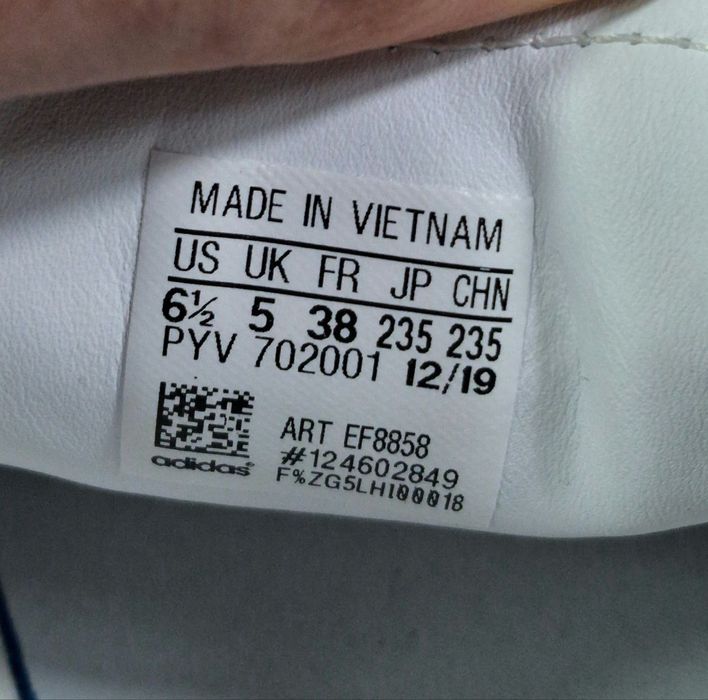 MADE IN VIETNAM
US UK FR JP CHN
6½ 5 38 235 235
PYV 702001 12/19
ART EF8858
#124602849
F%ZG5LH100018
adidas®